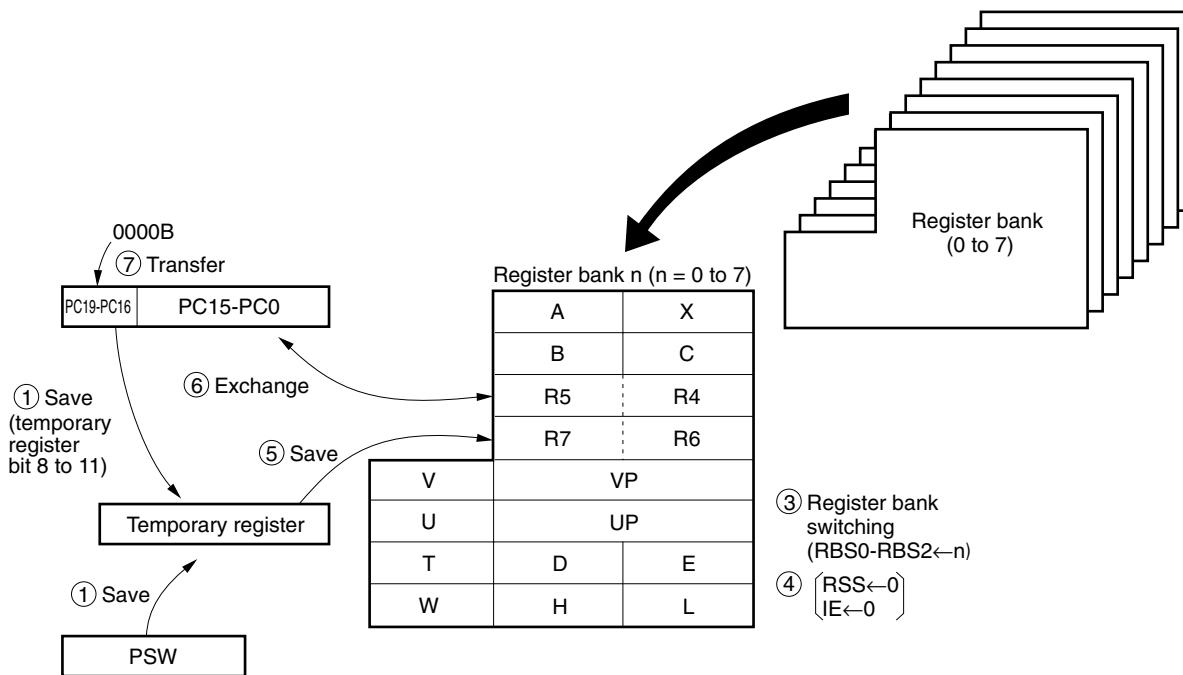 Register bank
(0 to 7)
0000B
⑦ Transfer
PC19-PC16 PC15-PC0
Register bank n (n = 0 to 7)
A X
B C
⑥ Exchange
R5 R4
① Save
(temporary
register
bit 8 to 11)
R7 R6
⑤ Save
V VP
Temporary register
U UP
③ Register bank
switching
(RBS0-RBS2←n)
T D E
① Save
④ RSS←0
IE←0
W H L
PSW